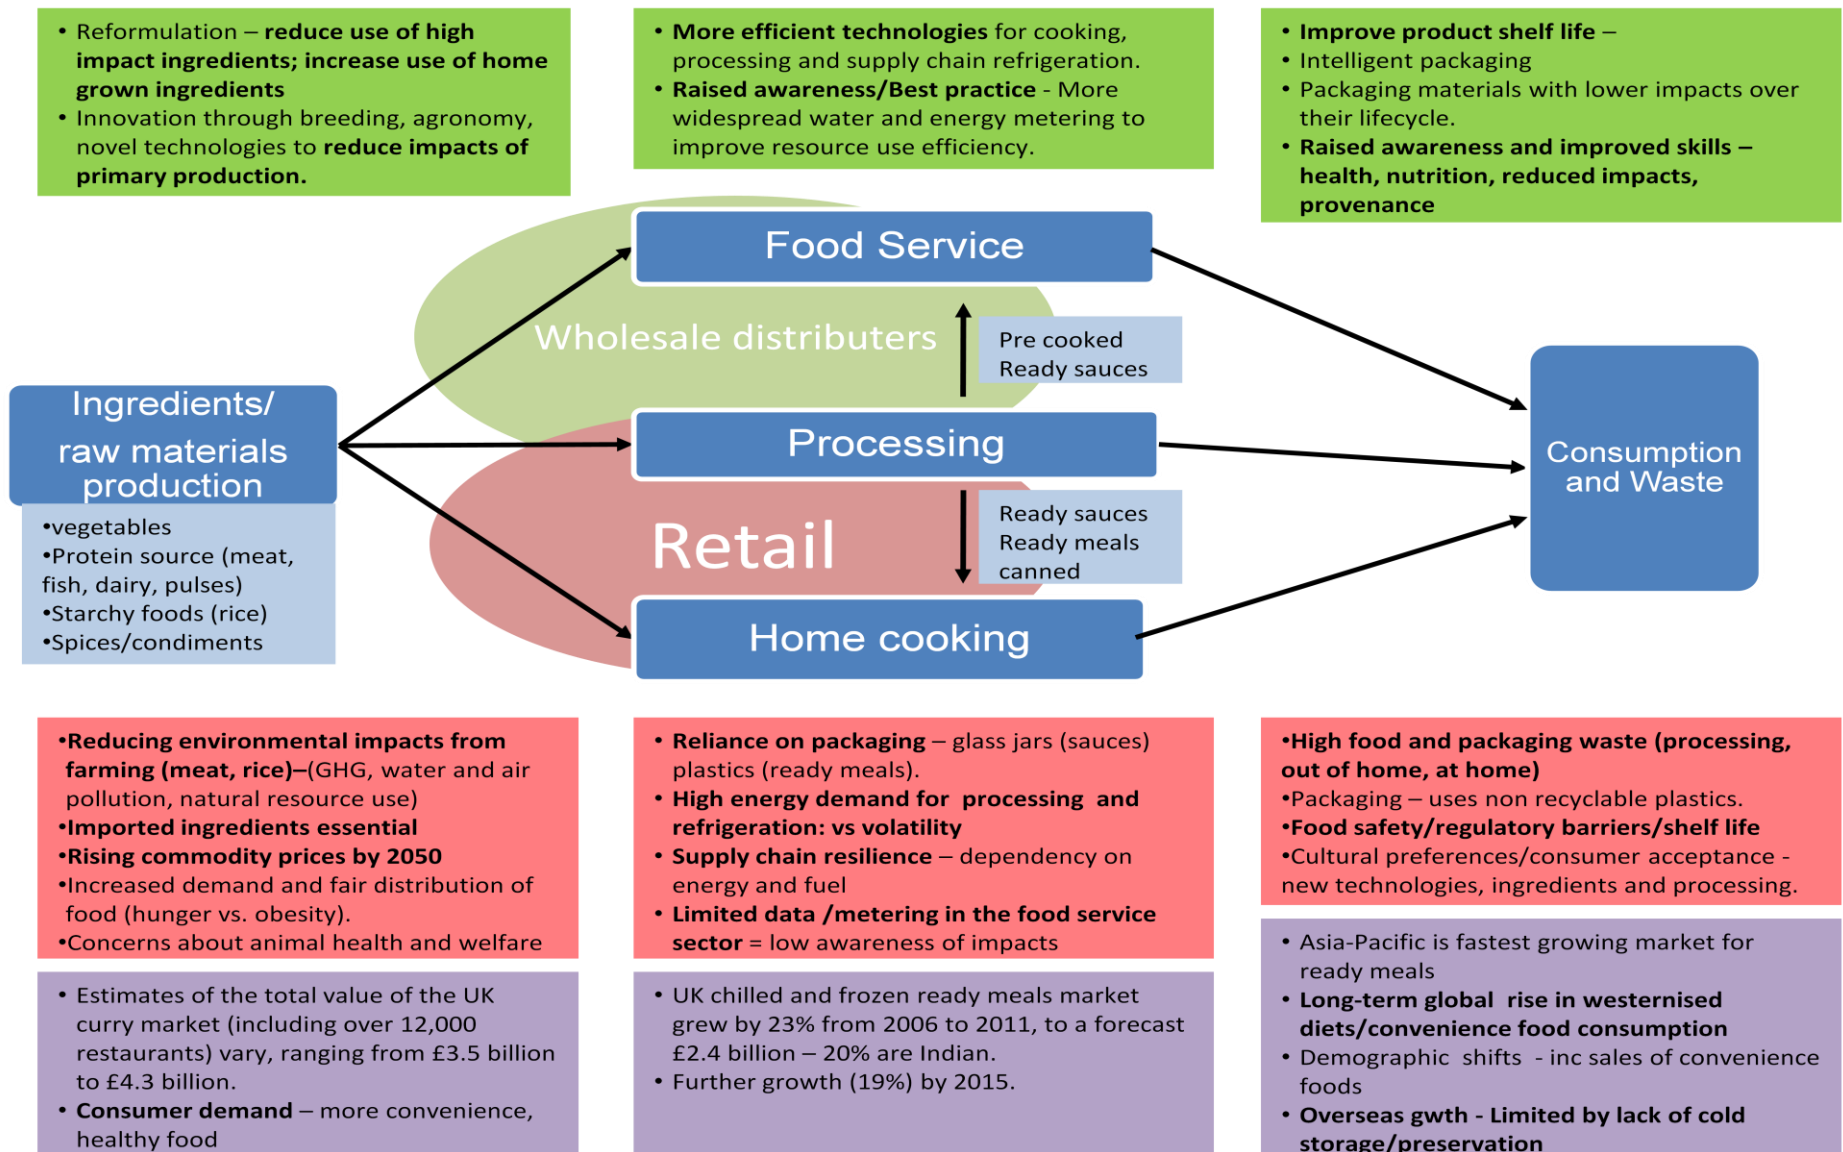 • Reformulation – reduce use of high
impact ingredients; increase use of home
grown ingredients
• Innovation through breeding, agronomy,
novel technologies to reduce impacts of
primary production.
• More efficient technologies for cooking,
processing and supply chain refrigeration.
• Raised awareness/Best practice - More
widespread water and energy metering to
improve resource use efficiency.
• Improve product shelf life –
• Intelligent packaging
• Packaging materials with lower impacts over
their lifecycle.
• Raised awareness and improved skills –
health, nutrition, reduced impacts,
provenance
Food Service
Wholesale distributers
Pre cooked
Ready sauces
Ingredients/
raw materials
production
•vegetables
•Protein source (meat,
fish, dairy, pulses)
•Starchy foods (rice)
•Spices/condiments
Processing
Retail
Ready sauces
Ready meals
canned
Home cooking
Consumption
and Waste
•Reducing environmental impacts from
farming (meat, rice)–(GHG, water and air
pollution, natural resource use)
•Imported ingredients essential
•Rising commodity prices by 2050
•Increased demand and fair distribution of
food (hunger vs. obesity).
•Concerns about animal health and welfare
• Reliance on packaging – glass jars (sauces)
plastics (ready meals).
• High energy demand for processing and
refrigeration: vs volatility
• Supply chain resilience – dependency on
energy and fuel
• Limited data /metering in the food service
sector = low awareness of impacts
•High food and packaging waste (processing,
out of home, at home)
•Packaging – uses non recyclable plastics.
•Food safety/regulatory barriers/shelf life
•Cultural preferences/consumer acceptance -
new technologies, ingredients and processing.
• Estimates of the total value of the UK
curry market (including over 12,000
restaurants) vary, ranging from £3.5 billion
to £4.3 billion.
• Consumer demand – more convenience,
healthy food
• UK chilled and frozen ready meals market
grew by 23% from 2006 to 2011, to a forecast
£2.4 billion – 20% are Indian.
• Further growth (19%) by 2015.
• Asia-Pacific is fastest growing market for
ready meals
• Long-term global rise in westernised
diets/convenience food consumption
• Demographic shifts - inc sales of convenience
foods
• Overseas gwth - Limited by lack of cold
storage/preservation